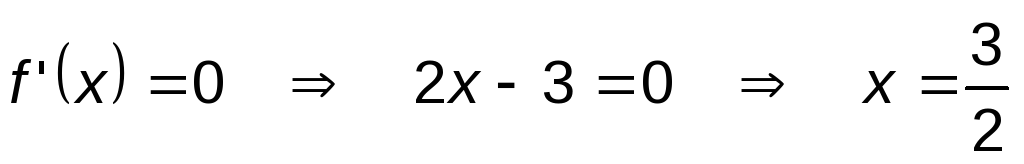 f'(x) = 0 ⇒ 2x - 3 = 0 ⇒ x = 3/2